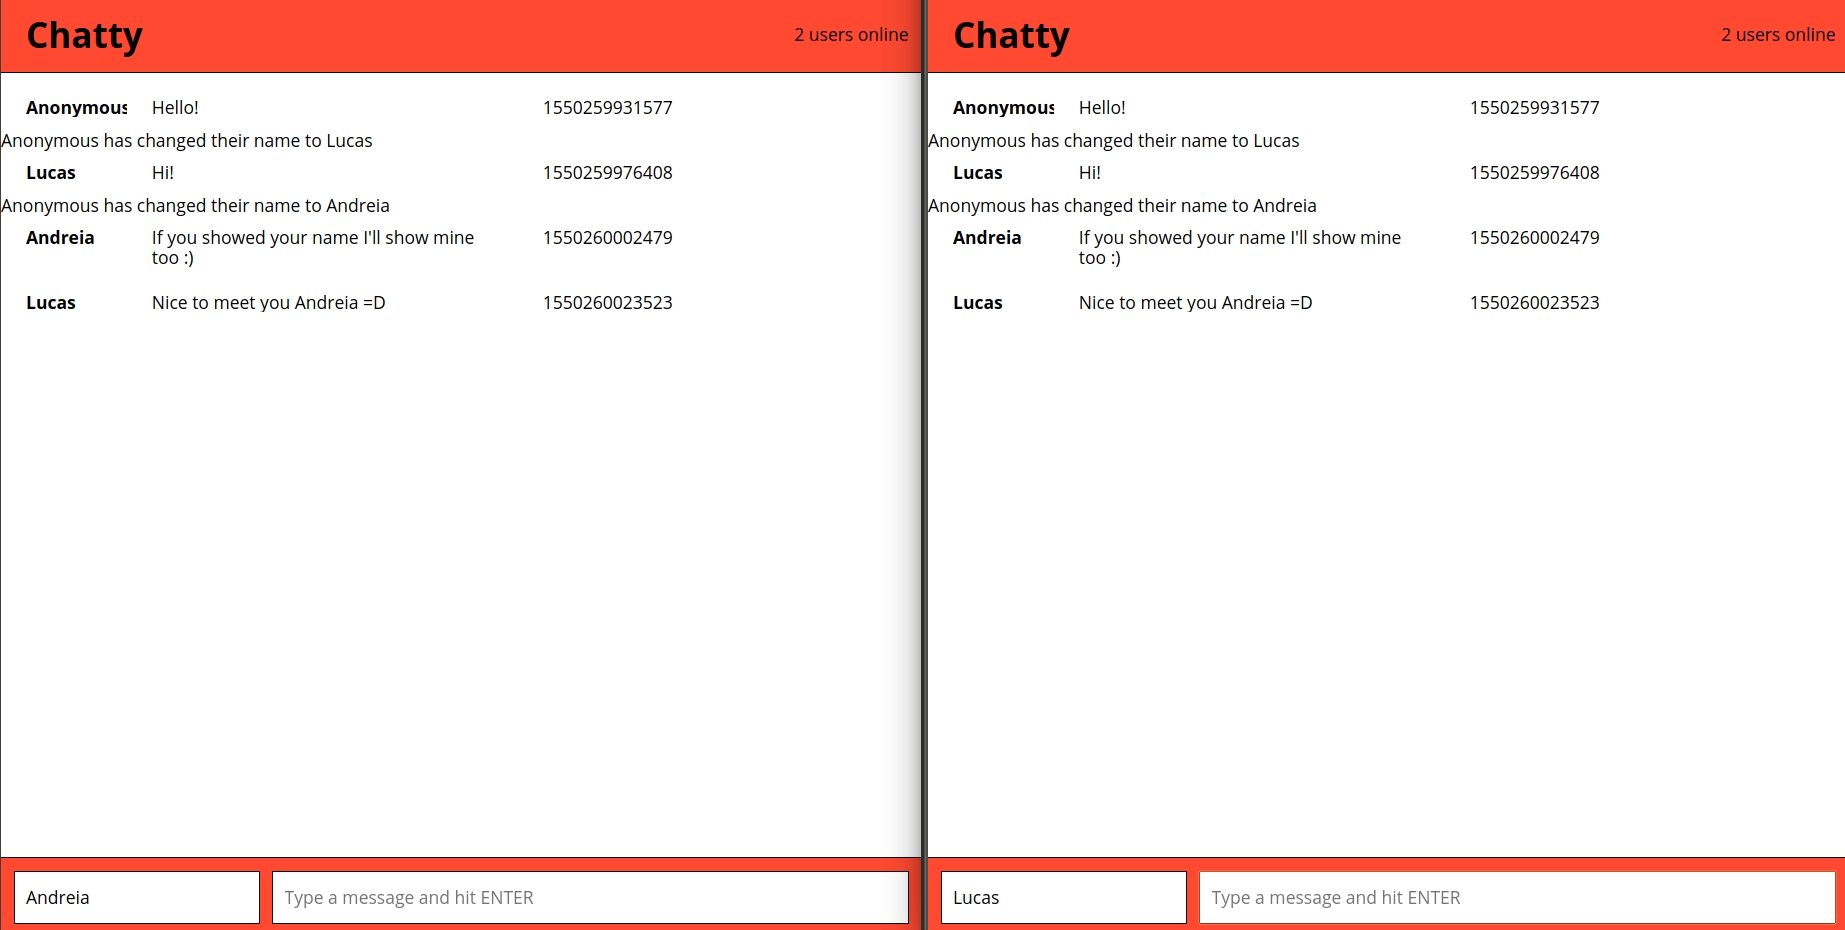 Chatty
2 users online
Anonymous Hello! 1550259931577
Anonymous has changed their name to Lucas
Lucas Hi! 1550259976408
Anonymous has changed their name to Andreia
Andreia If you showed your name I'll show mine 1550260002479
too :)
Lucas Nice to meet you Andreia =D 1550260023523
Andreia Type a message and hit ENTER
Chatty
2 users online
Anonymous Hello! 1550259931577
Anonymous has changed their name to Lucas
Lucas Hi! 1550259976408
Anonymous has changed their name to Andreia
Andreia If you showed your name I'll show mine 1550260002479
too :)
Lucas Nice to meet you Andreia =D 1550260023523
Lucas Type a message and hit ENTER